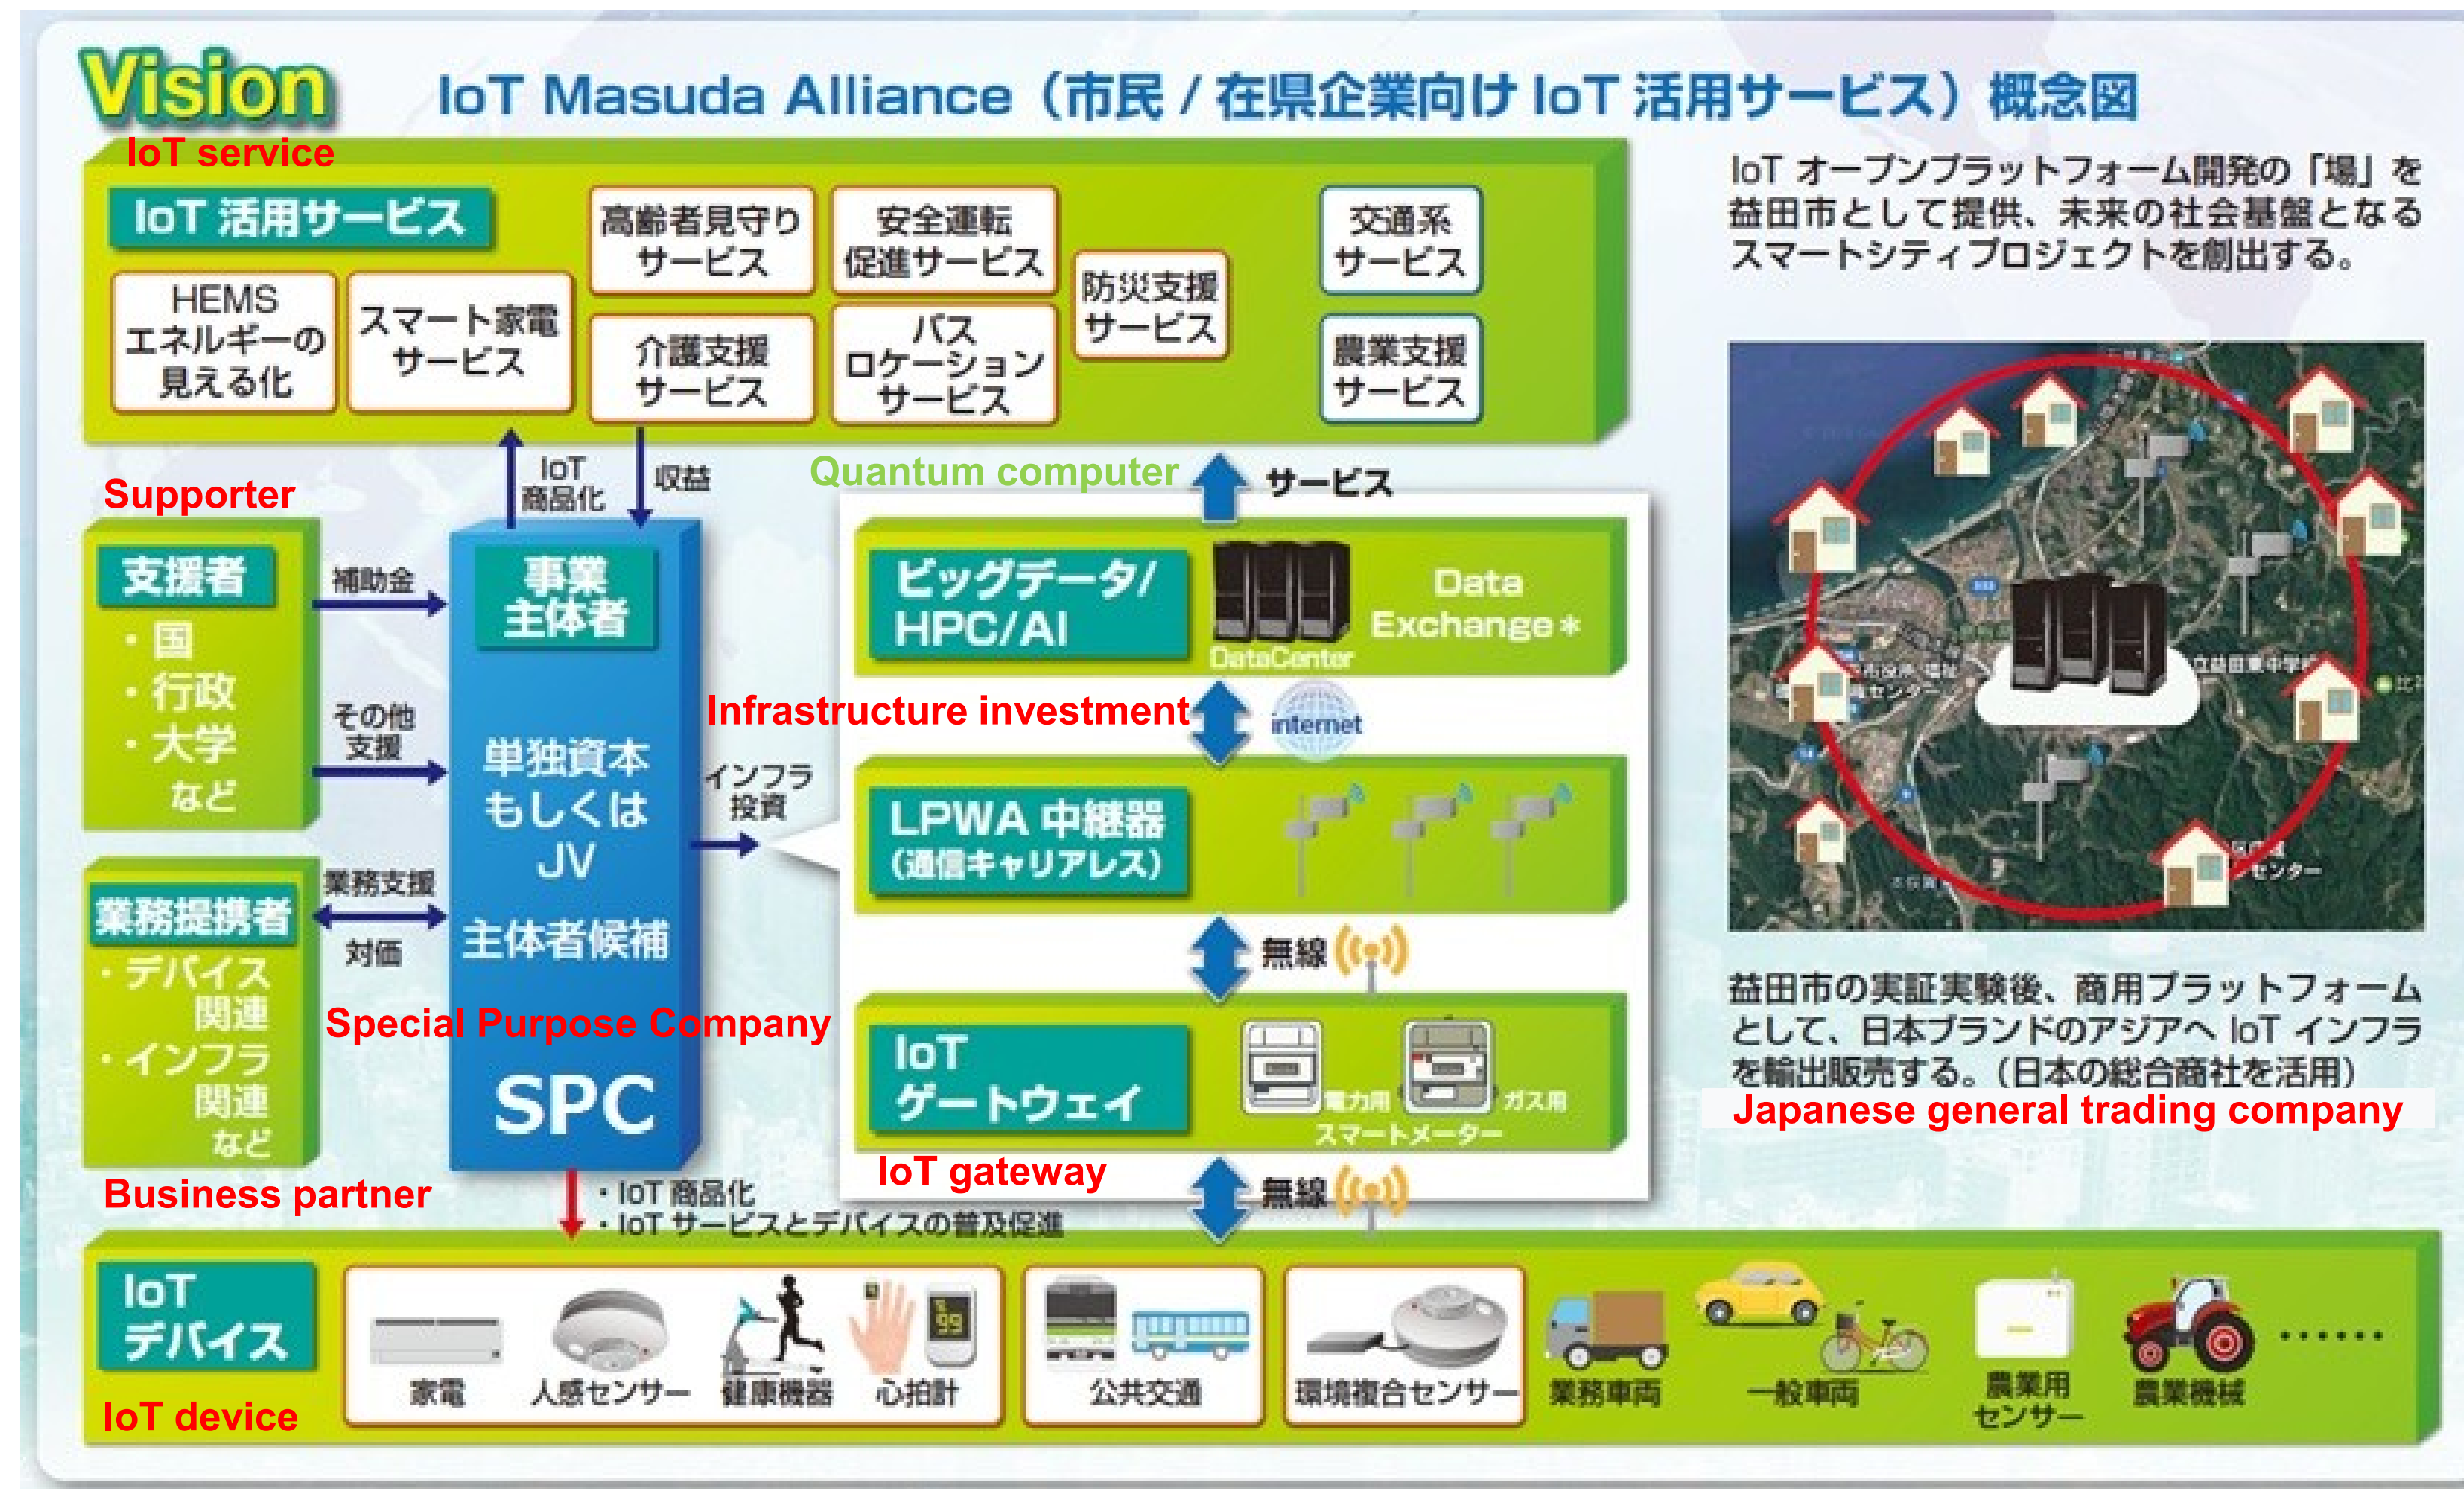 Vision
IoT Masuda Alliance（市民 / 在県企業向け IoT 活用サービス）概念図
IoT service
IoT 活用サービス
HEMS
エネルギーの
見える化
スマート家電
サービス
高齢者見守り
サービス
介護支援
サービス
安全運転
促進サービス
バス
ロケーション
サービス
防災支援
サービス
交通系
サービス
農業支援
サービス
IoT
商品化
収益
Quantum computer
サービス
Supporter
支援者
・国
・行政
・大学
など
補助金
その他
支援
業務提携者
・デバイス
関連
・インフラ
関連
など
Business partner
業務支援
対価
事業
主体者
単独資本
もしくは
JV
主体者候補
Special Purpose Company
SPC
Infrastructure investment
インフラ
投資
ビッグデータ/
HPC/AI
DataCenter
Data
Exchange＊
internet
LPWA 中継器
（通信キャリアレス）
無線
IoT
ゲートウェイ
電力用
ガス用
スマートメーター
IoT gateway
無線
・IoT 商品化
・IoT サービスとデバイスの普及促進
IoT
デバイス
IoT device
家電
人感センサー
健康機器
心拍計
99
公共交通
環境複合センサー
業務車両
一般車両
農業用
センサー
農業機械
……
IoT オープンプラットフォーム開発の「場」を
益田市として提供、未来の社会基盤となる
スマートシティプロジェクトを創出する。
立益田東中学校
センター
センター
益田市の実証実験後、商用プラットフォーム
として、日本ブランドのアジアへ IoT インフラ
を輸出販売する。（日本の総合商社を活用）
Japanese general trading company